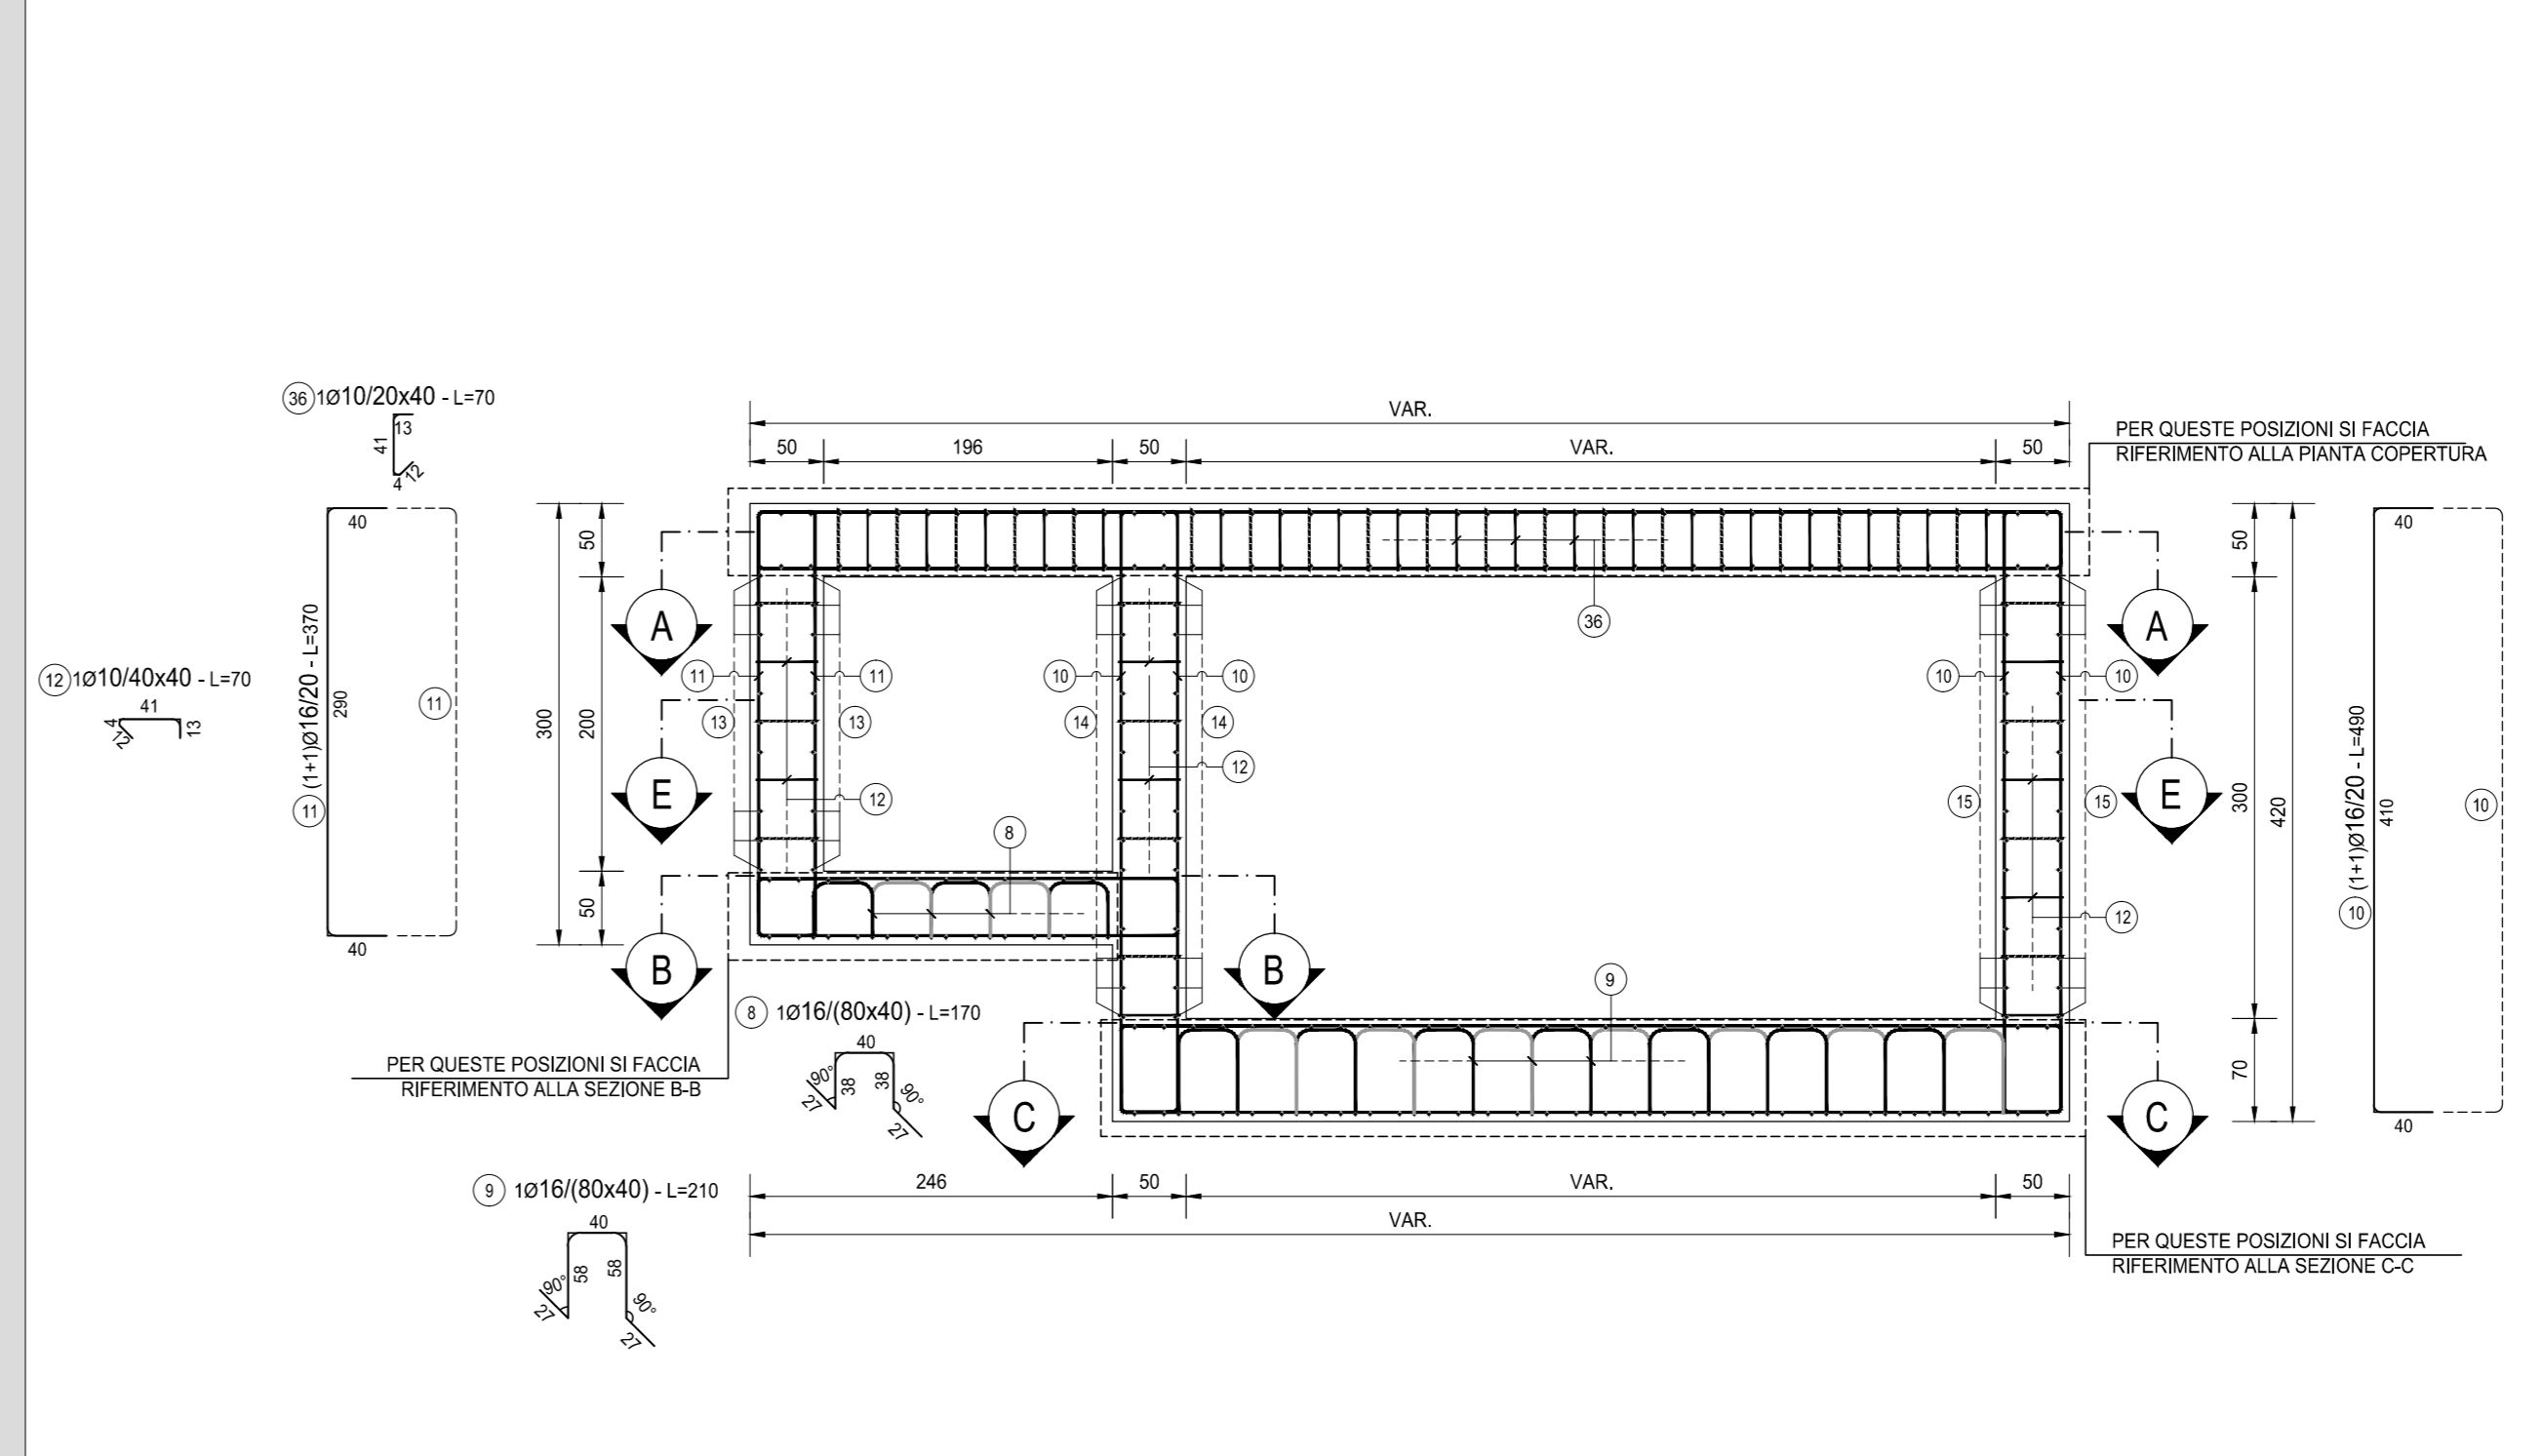 36 1Ø10/20x40 - L=70
13
41
4 12
VAR.
50 196 50 VAR. 50
PER QUESTE POSIZIONI SI FACCIA
RIFERIMENTO ALLA PIANTA COPERTURA
40
11 (1+1)Ø16/20 - L=370
290
11
40
12 1Ø10/40x40 - L=70
41
4
12
13
300
50
200
50
A
E
B
11 11
13 13
12
8
10 10
14 14
12
36
10 10
15 15
12
9
A
E
B
C
C
50
300
70
420
40
10 (1+1)Ø16/20 - L=490
410
10
40
PER QUESTE POSIZIONI SI FACCIA
RIFERIMENTO ALLA SEZIONE B-B
8 1Ø16/(80x40) - L=170
40
90° 38 38 90°
27 27
9 1Ø16/(80x40) - L=210
40
90° 58 58 90°
27 27
246 50 VAR. 50
VAR.
PER QUESTE POSIZIONI SI FACCIA
RIFERIMENTO ALLA SEZIONE C-C